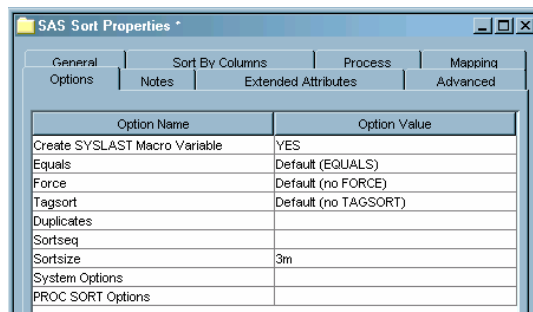 SAS Sort Properties *
General Sort By Columns Process Mapping
Options Notes Extended Attributes Advanced
Option Name Option Value
Create SYSLAST Macro Variable YES
Equals Default (EQUALS)
Force Default (no FORCE)
Tagsort Default (no TAGSORT)
Duplicates
Sortseq
Sortsize 3m
System Options
PROC SORT Options